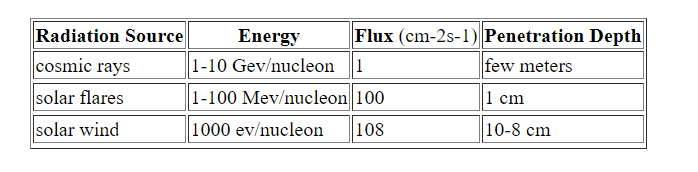 Radiation Source Energy Flux (cm-2s-1) Penetration Depth
cosmic rays 1-10 Gev/nucleon 1 few meters
solar flares 1-100 Mev/nucleon 100 1 cm
solar wind 1000 ev/nucleon 108 10-8 cm